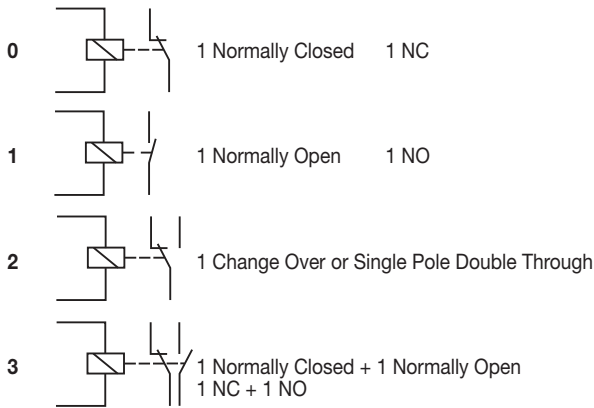 0 1 Normally Closed 1 NC
1 1 Normally Open 1 NO
2 1 Change Over or Single Pole Double Through
3 1 Normally Closed + 1 Normally Open
1 NC + 1 NO